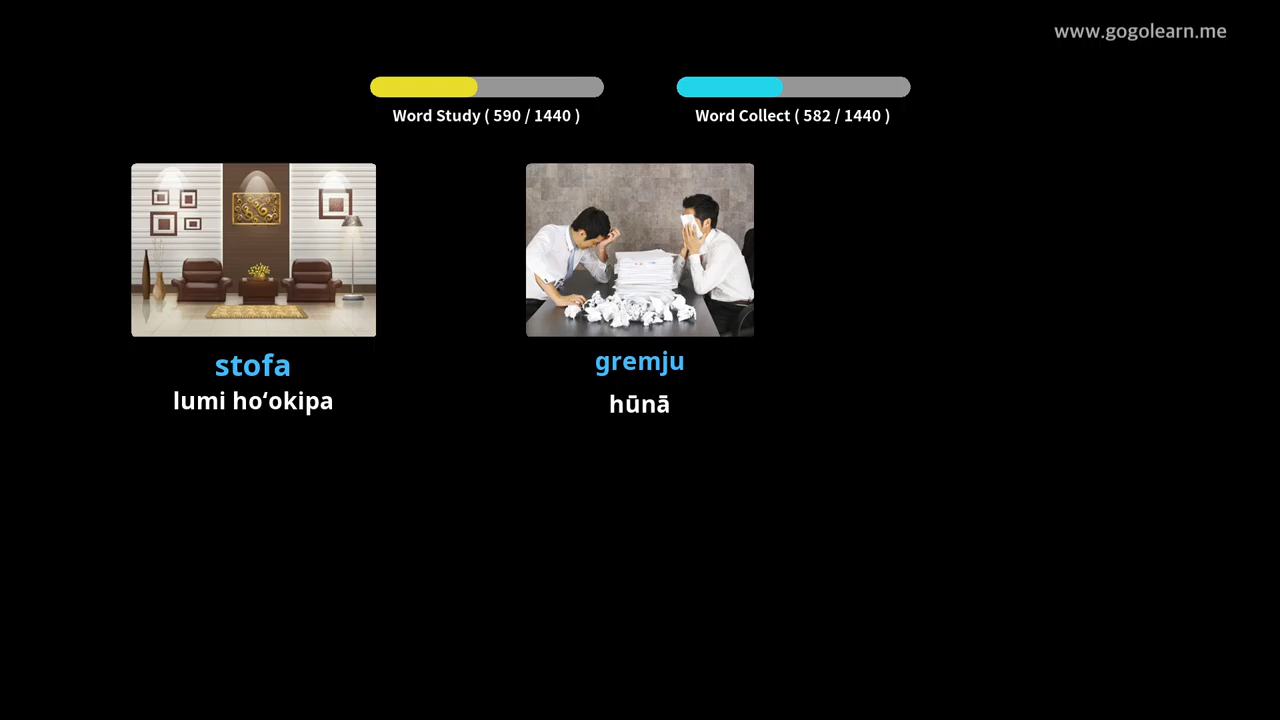 www.gogolearn.me
Word Study ( 590 / 1440 )
Word Collect ( 582 / 1440 )
stofa
lumi hoʻokipa
gremju
hūnā